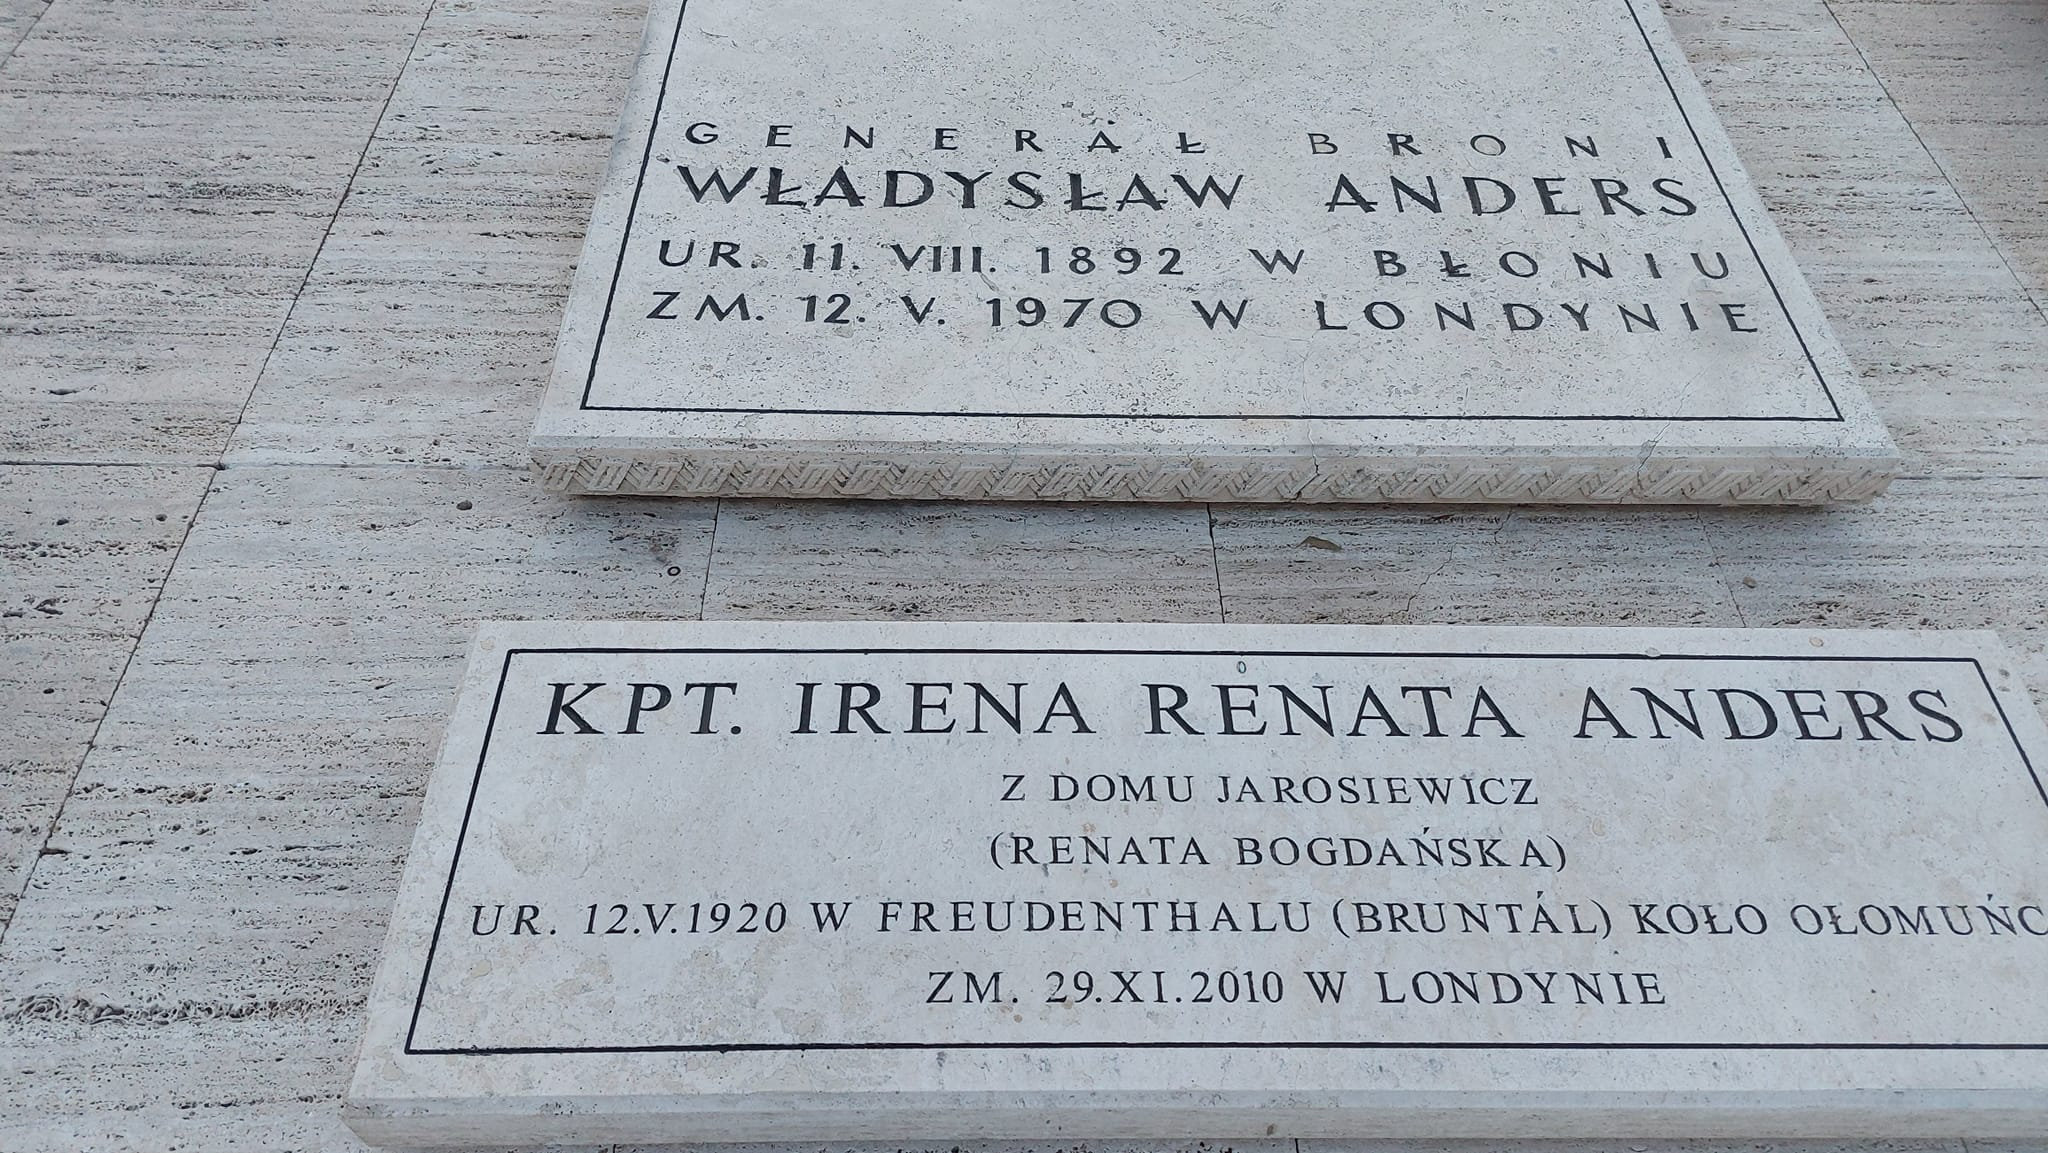 GENERAŁ BRONI
WŁADYSŁAW ANDERS
UR. 11. VIII. 1892 W BŁONIU
ZM. 12. V. 1970 W LONDYNIE
KPT. IRENA RENATA ANDERS
Z DOMU JAROSIEWICZ
(RENATA BOGDAŃSKA)
UR. 12.V.1920 W FREUDENTHALU (BRUNTÁL) KOŁO
ZM. 29.XI.2010 W LONDYNIE